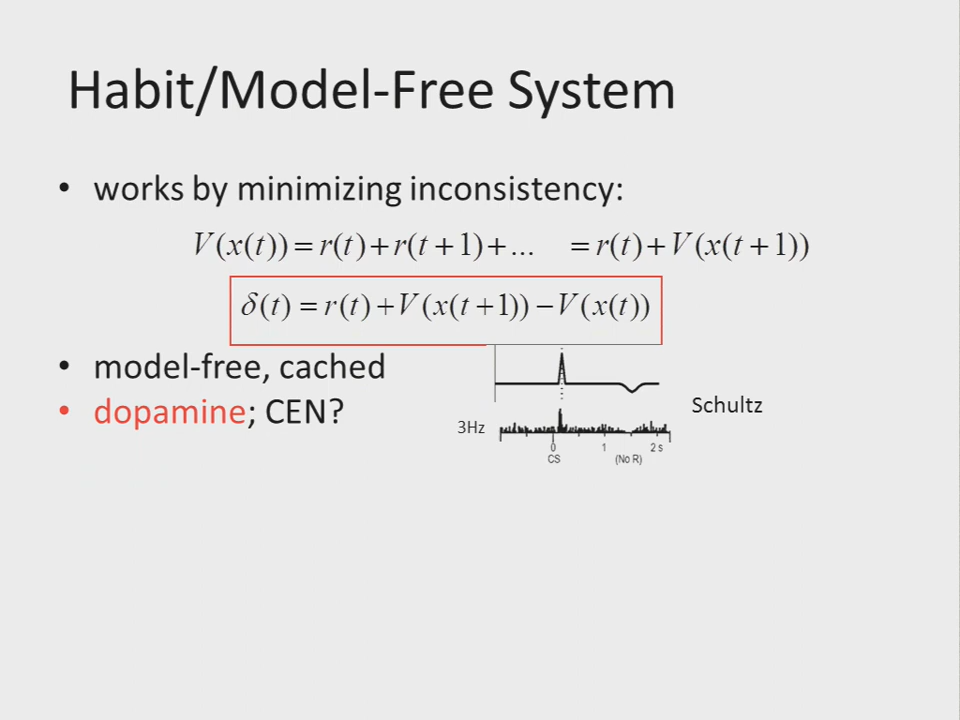 Habit/Model-Free System
• works by minimizing inconsistency:
V(x(t)) = r(t) + r(t + 1) + ... = r(t) + V(x(t + 1))
δ(t) = r(t) + V(x(t + 1)) − V(x(t))
• model-free, cached
• dopamine; CEN?
Schultz
3Hz
0 1 2 s
CS (No R)